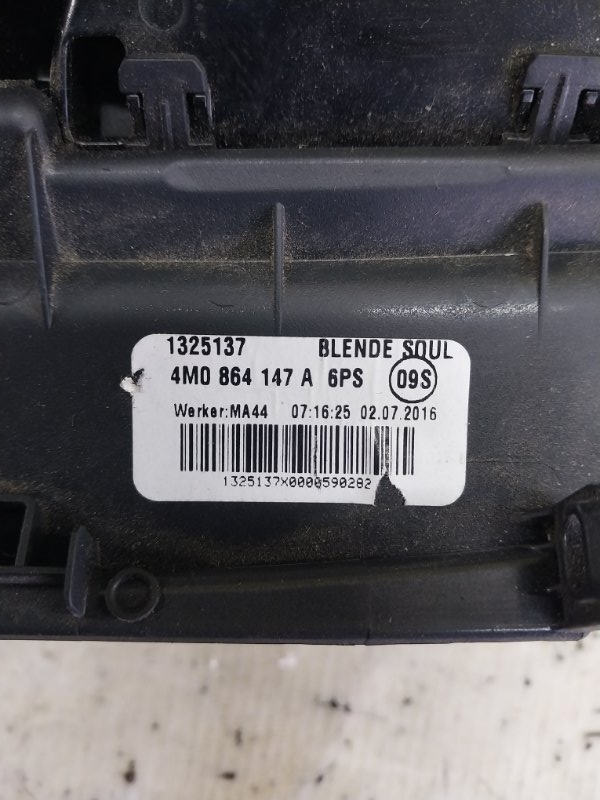 1325137 BLENDE SOUL
4M0 864 147 A 6PS 09S
Werker:MA44 07:16:25 02.07.2016
1325137X0000590282